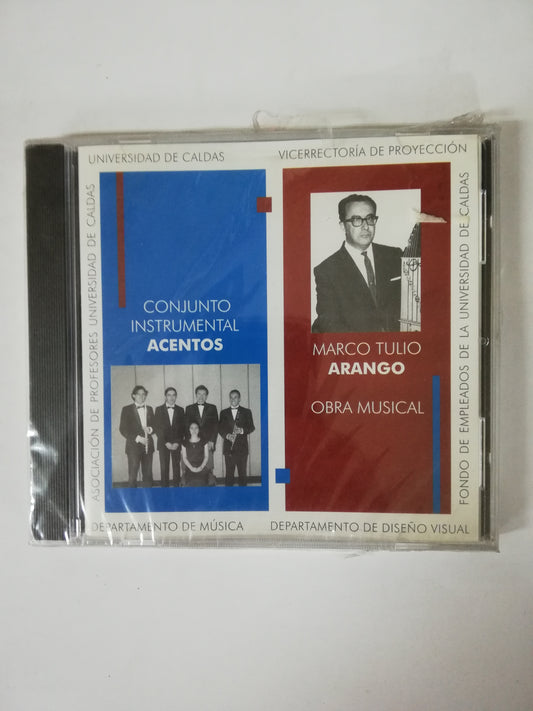 UNIVERSIDAD DE CALDAS
VICERRECTORÍA DE PROYECCIÓN
ASOCIACIÓN DE PROFESORES UNIVERSIDAD DE CALDAS
CONJUNTO
INSTRUMENTAL
ACENTOS
MARCO TULIO
ARANGO
OBRA MUSICAL
FONDO DE EMPLEADOS DE LA UNIVERSIDAD DE CALDAS
DEPARTAMENTO DE MÚSICA
DEPARTAMENTO DE DISEÑO VISUAL